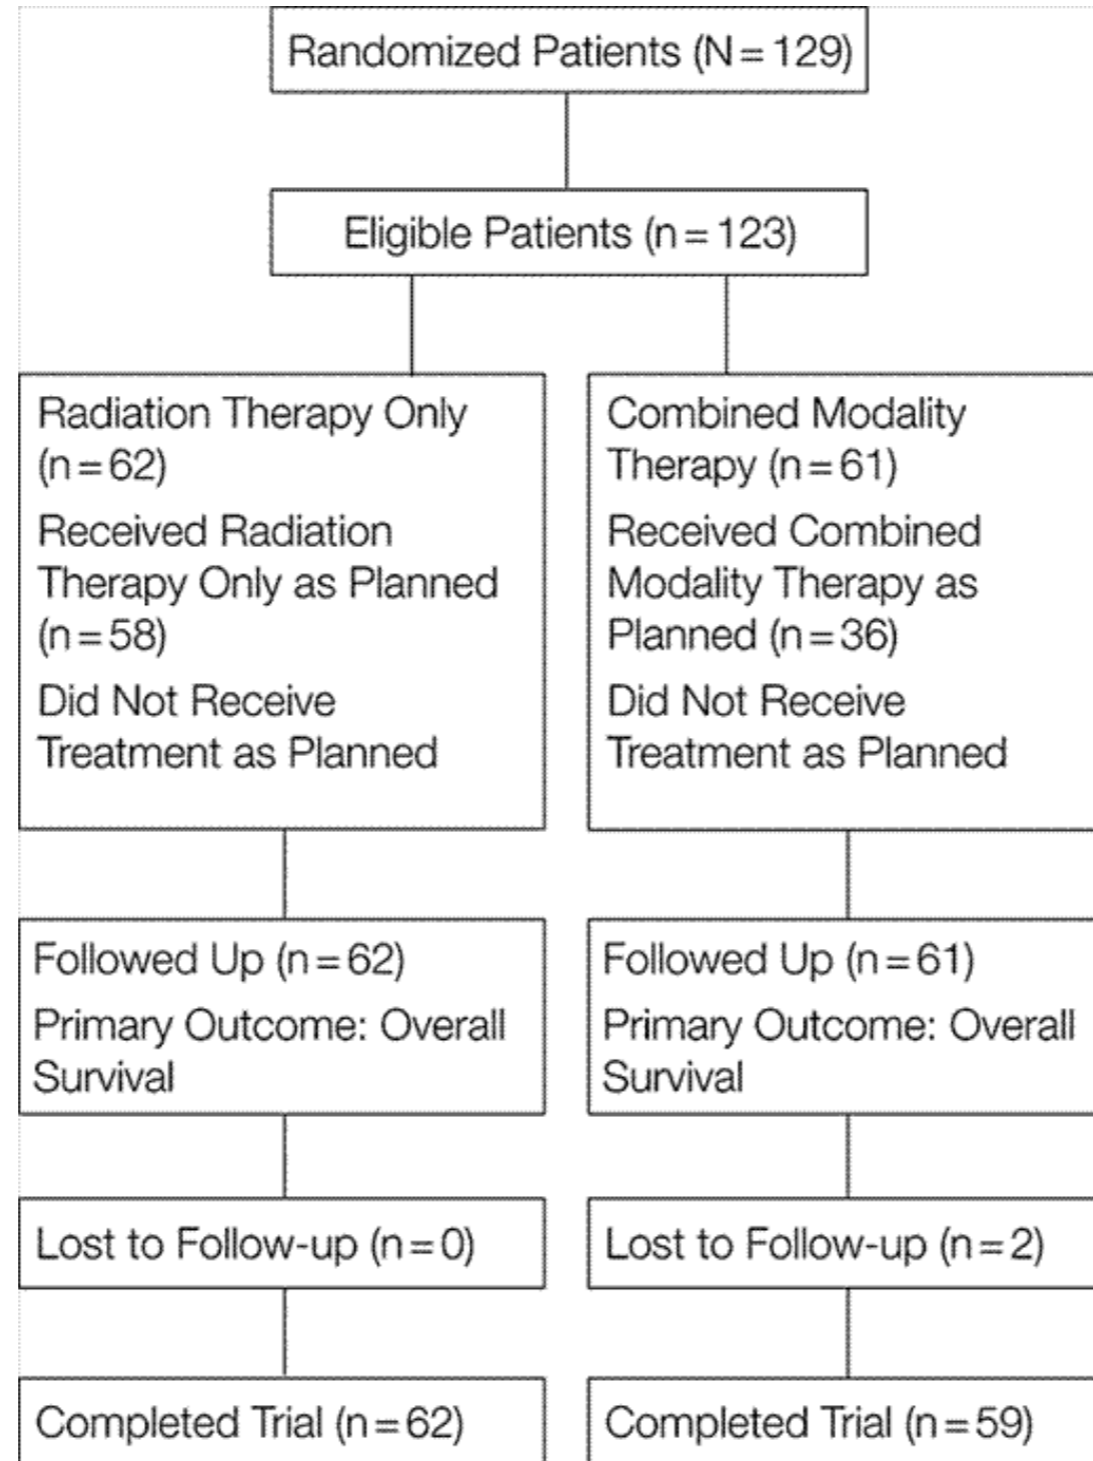 Randomized Patients (N=129)
Eligible Patients (n=123)
Radiation Therapy Only
(n=62)
Received Radiation
Therapy Only as Planned
(n=58)
Did Not Receive
Treatment as Planned
Combined Modality
Therapy (n=61)
Received Combined
Modality Therapy as
Planned (n=36)
Did Not Receive
Treatment as Planned
Followed Up (n=62)
Primary Outcome: Overall
Survival
Followed Up (n=61)
Primary Outcome: Overall
Survival
Lost to Follow-up (n=0)
Lost to Follow-up (n=2)
Completed Trial (n=62)
Completed Trial (n=59)